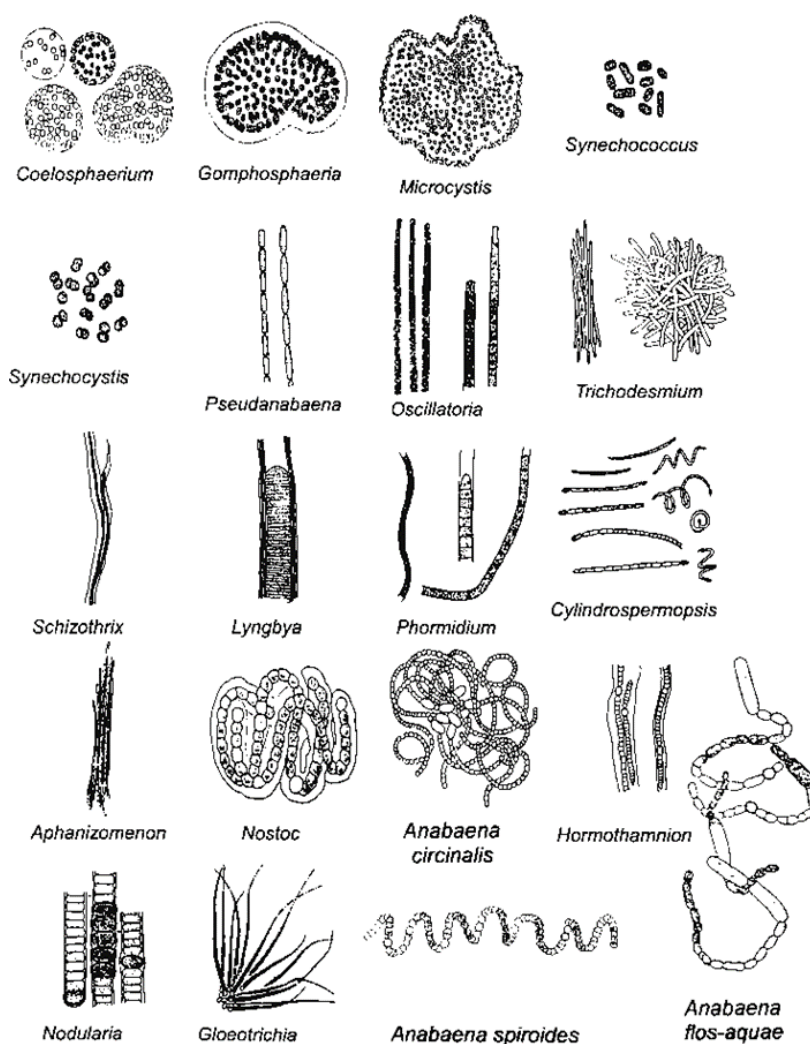 Coelosphaerium
Gomphosphaeria
Microcystis
Synechococcus
Synechocystis
Pseudanabaena
Oscillatoria
Trichodesmium
Schizothrix
Lyngbya
Phormidium
Cylindrospermopsis
Aphanizomenon
Nostoc
Anabaena
circinalis
Hormothamnion
Nodularia
Gloeotrichia
Anabaena spiroides
Anabaena
flos-aquae